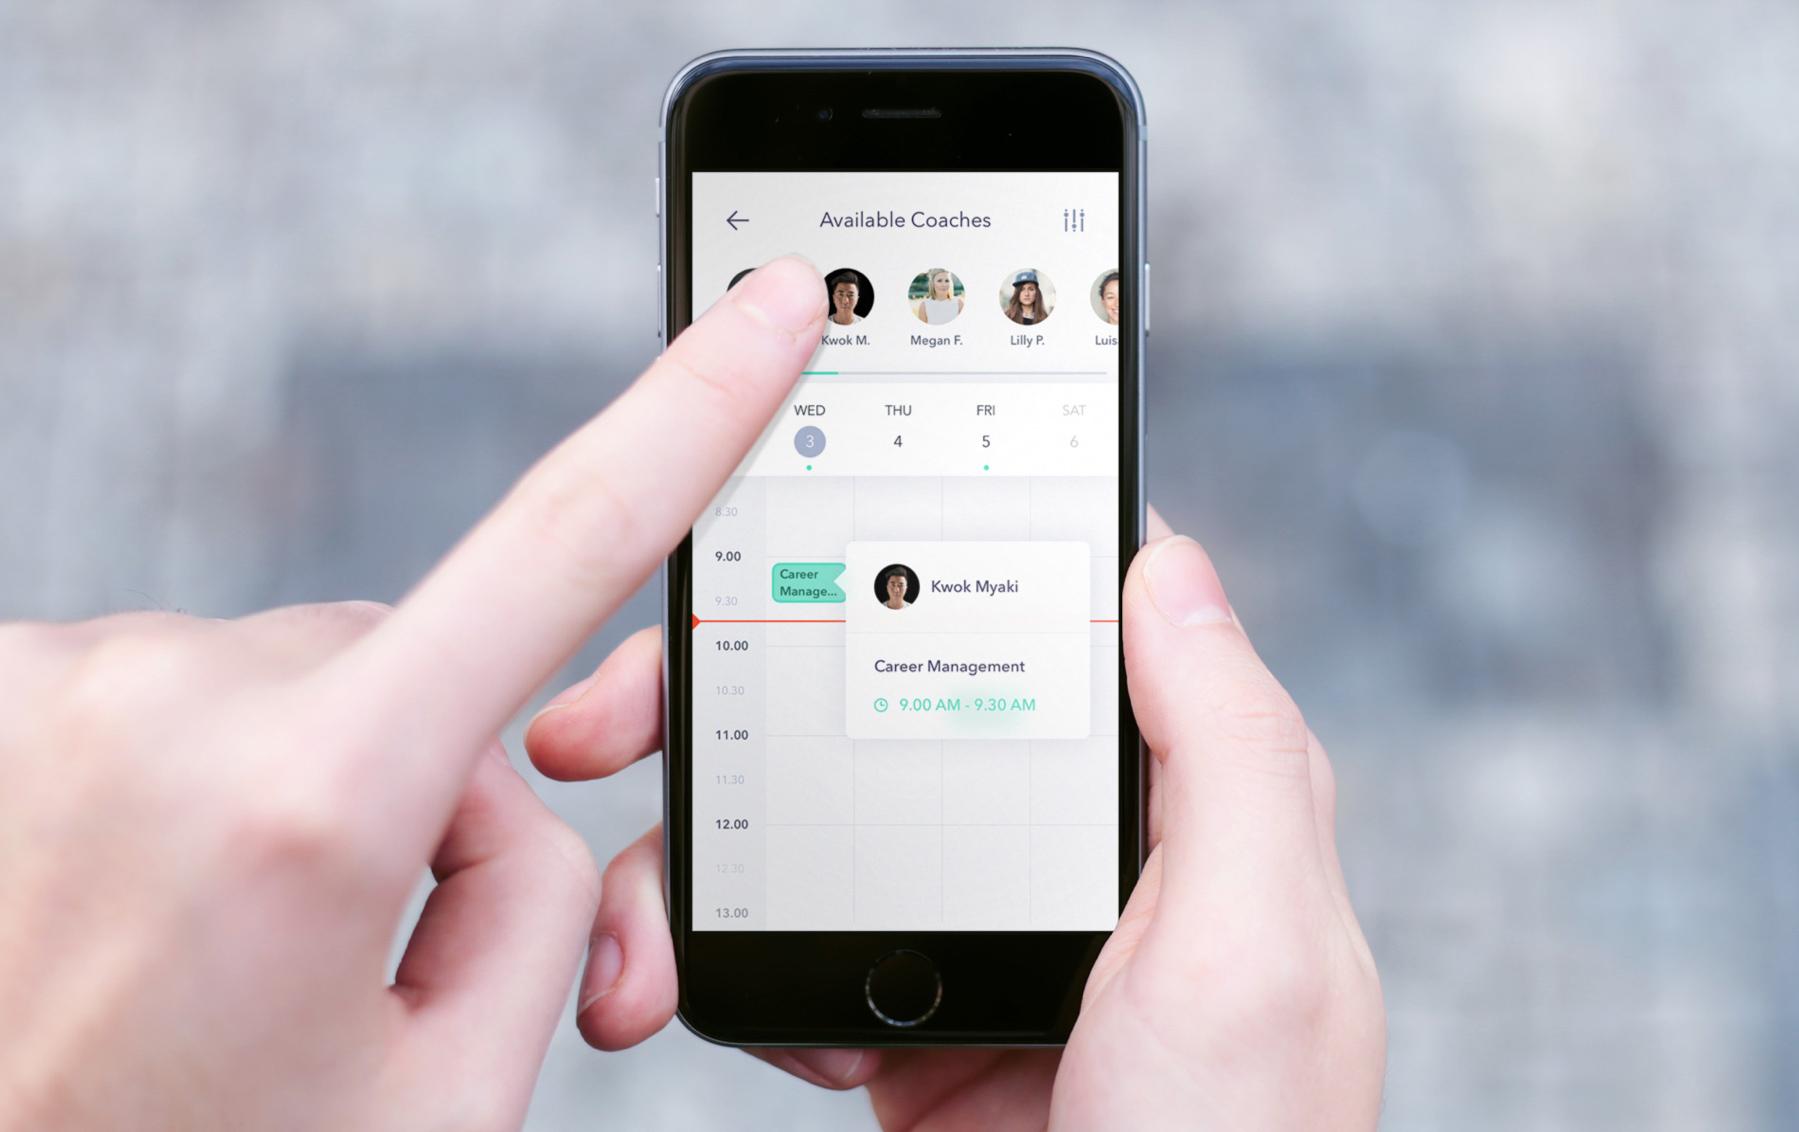 Available Coaches
Kwok M.
Megan F.
Lilly P.
Luis
WED
THU
FRI
SAT
3
4
5
6
8.30
9.00
Career
Manage...
9.30
Kwok Myaki
10.00
Career Management
10.30
9.00 AM - 9.30 AM
11.00
11.30
12.00
12.30
13.00